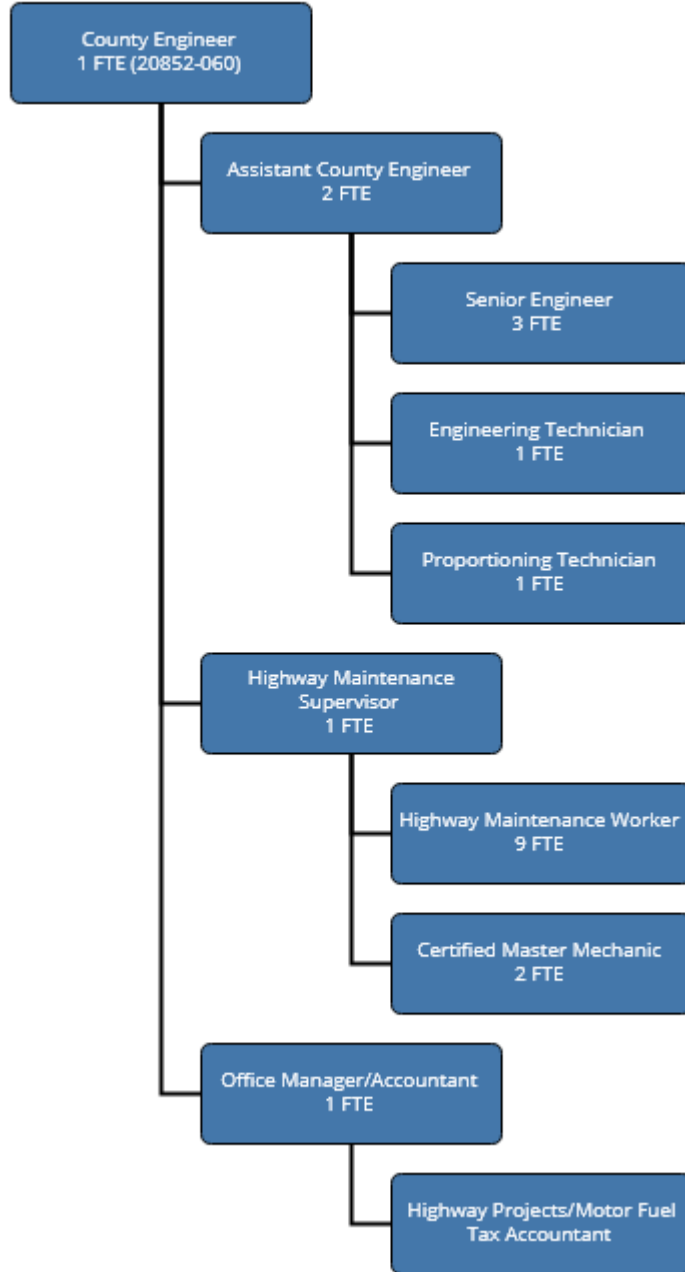 County Engineer
1 FTE (20852-060)
Assistant County Engineer
2 FTE
Senior Engineer
3 FTE
Engineering Technician
1 FTE
Proportioning Technician
1 FTE
Highway Maintenance
Supervisor
1 FTE
Highway Maintenance Worker
9 FTE
Certified Master Mechanic
2 FTE
Office Manager/Accountant
1 FTE
Highway Projects/Motor Fuel
Tax Accountant